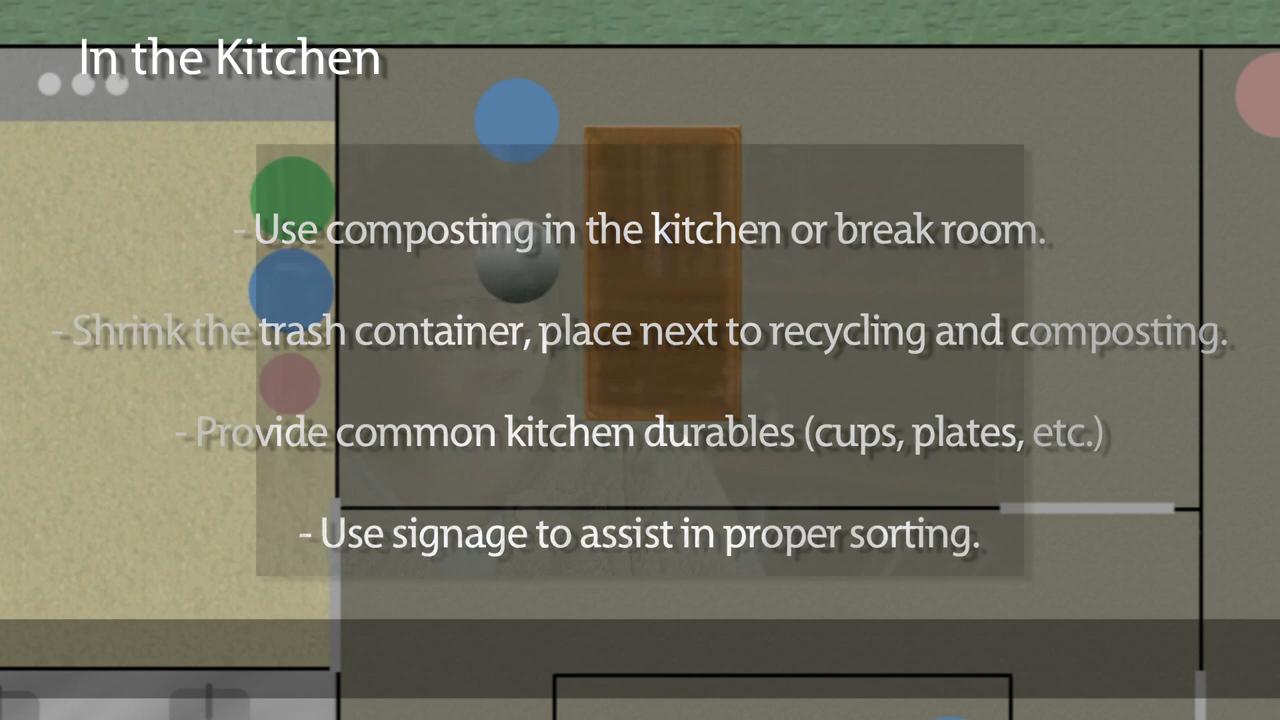 In the Kitchen
- Use composting in the kitchen or break room.
- Shrink the trash container, place next to recycling and composting.
- Provide common kitchen durables (cups, plates, etc.)
- Use signage to assist in proper sorting.